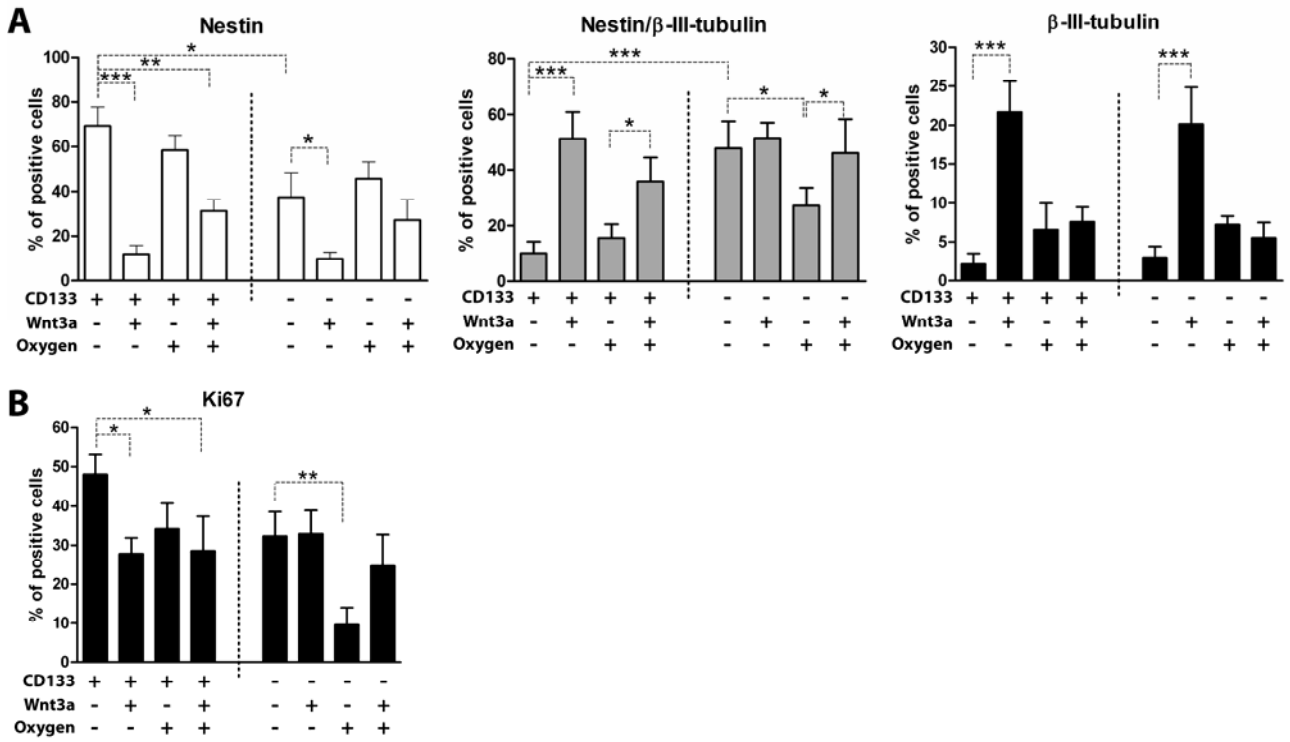 A
Nestin
Nestin/β-III-tubulin
β-III-tubulin
% of positive cells
100
80
60
40
20
0
*
**
***
*
CD133 + + + + - - - -
Wnt3a - + - + - + - +
Oxygen - - + + - - + +
% of positive cells
80
60
40
20
0
***
***
*
*
*
CD133 + + + + - - - -
Wnt3a - + - + - + - +
Oxygen - - + + - - + +
% of positive cells
30
25
20
15
10
5
0
***
***
CD133 + + + + - - - -
Wnt3a - + - + - + - +
Oxygen - - + + - - + +
B
Ki67
% of positive cells
60
50
40
30
20
10
0
*
*
**
CD133 + + + + - - - -
Wnt3a - + - + - + - +
Oxygen - - + + - - + +